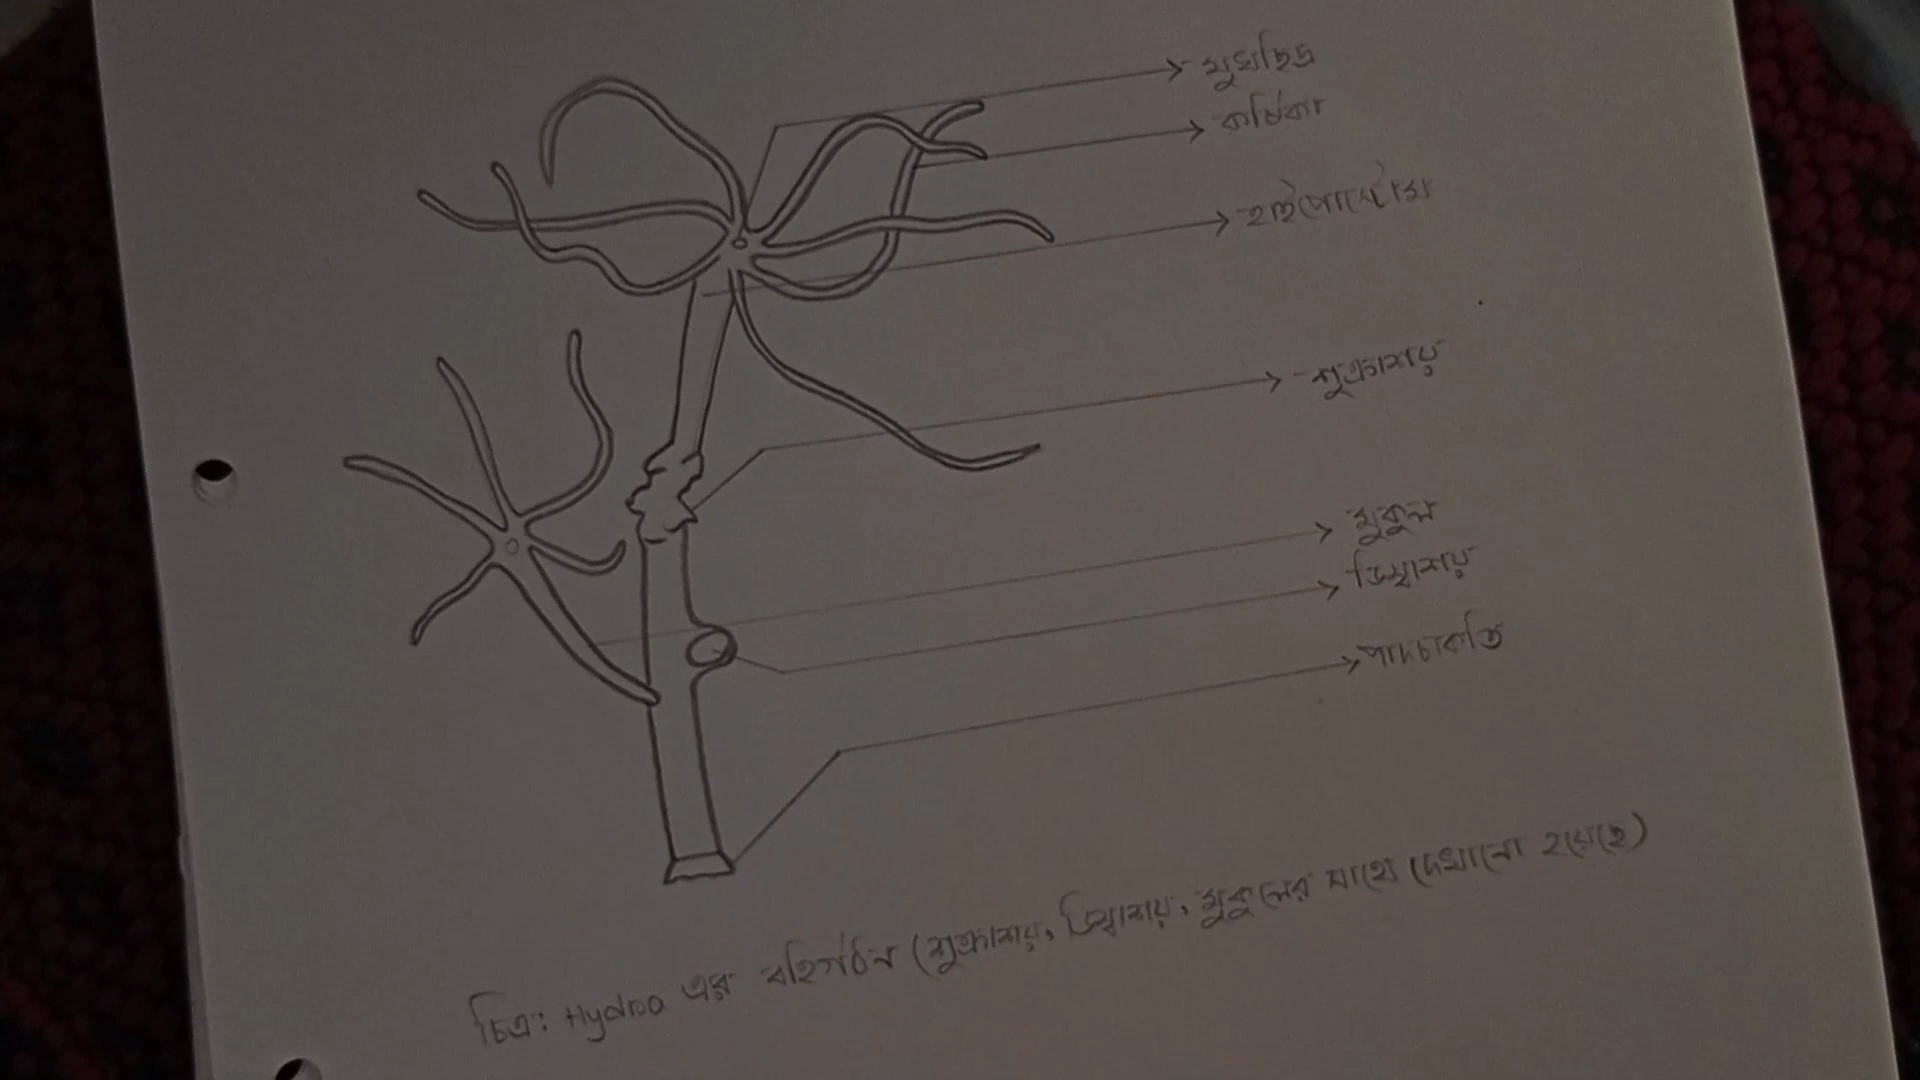 মুখছিদ্র
কর্ষিকা
হাইপোস্টোম
শুক্রাশয়
মুকুল
ডিম্বাশয়
পাদচাকতি
চিত্র: Hydra এর বহির্গঠন (শুক্রাশয়, ডিম্বাশয়, মুকুলের সাথে দেখানো হয়েছে)